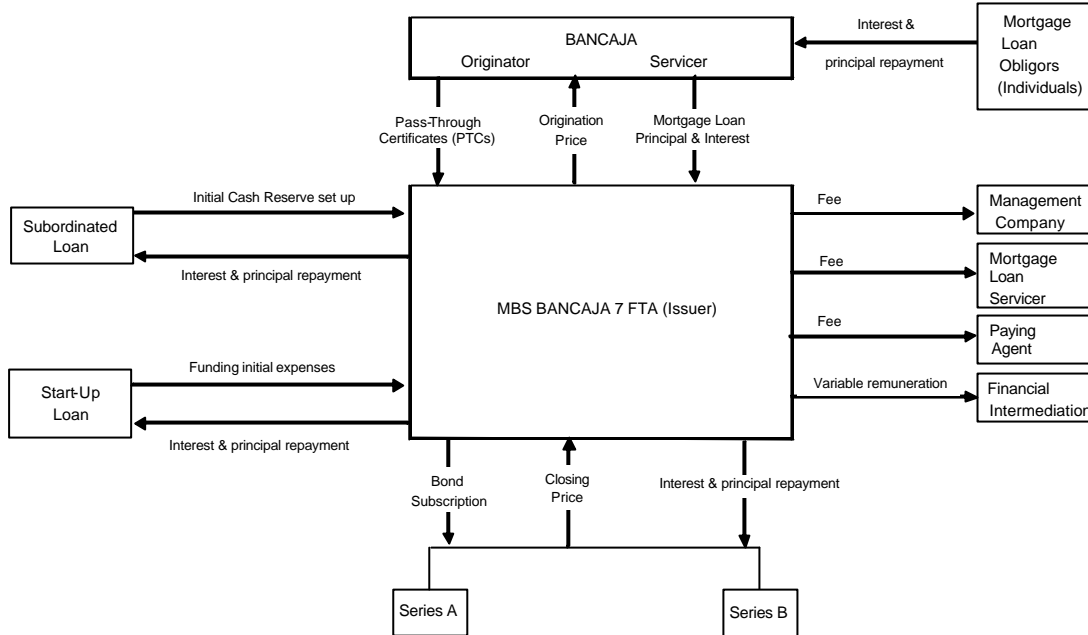 BANCAJA
Originator
Servicer
Interest &
principal repayment
Mortgage
Loan
Obligors
(Individuals)
Pass-Through
Certificates (PTCs)
Origination
Price
Mortgage Loan
Principal & Interest
Initial Cash Reserve set up
Subordinated
Loan
Interest & principal repayment
Funding initial expenses
Start-Up
Loan
Interest & principal repayment
MBS BANCAJA 7 FTA (Issuer)
Fee
Management
Company
Fee
Mortgage
Loan
Servicer
Fee
Paying
Agent
Variable remuneration
Financial
Intermediation
Bond
Subscription
Closing
Price
Interest & principal repayment
Series A
Series B